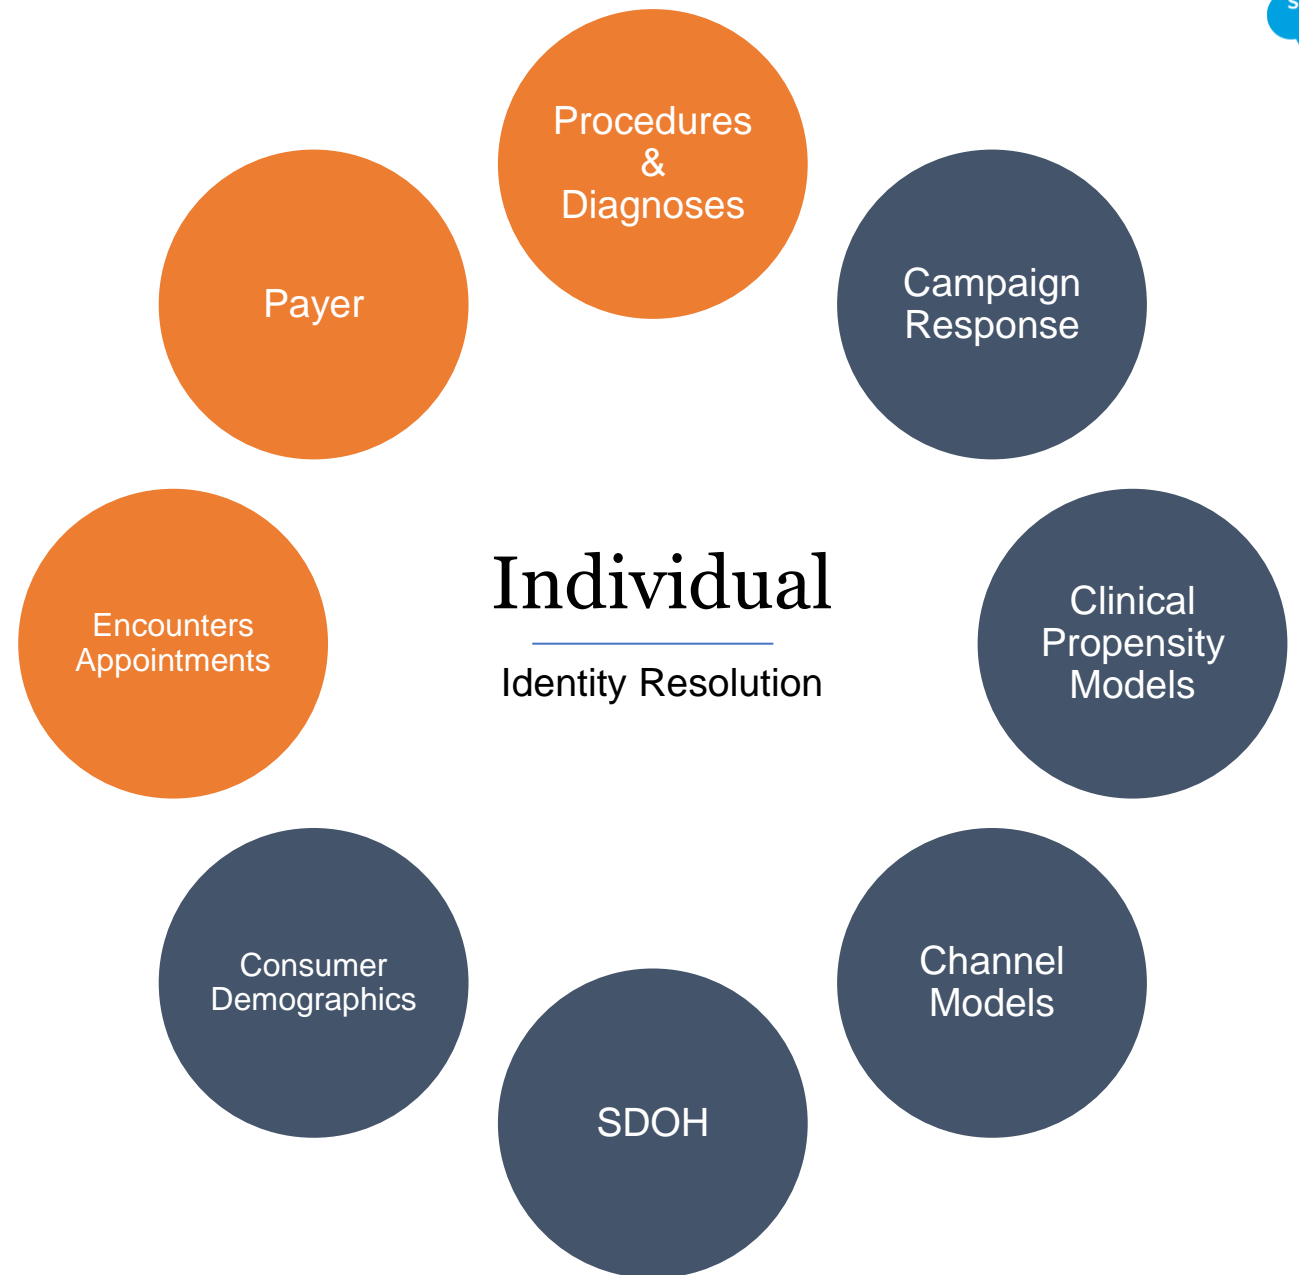 Procedures
&
Diagnoses
Payer
Campaign
Response
Individual
Identity Resolution
Encounters
Appointments
Clinical
Propensity
Models
Consumer
Demographics
Channel
Models
SDOH